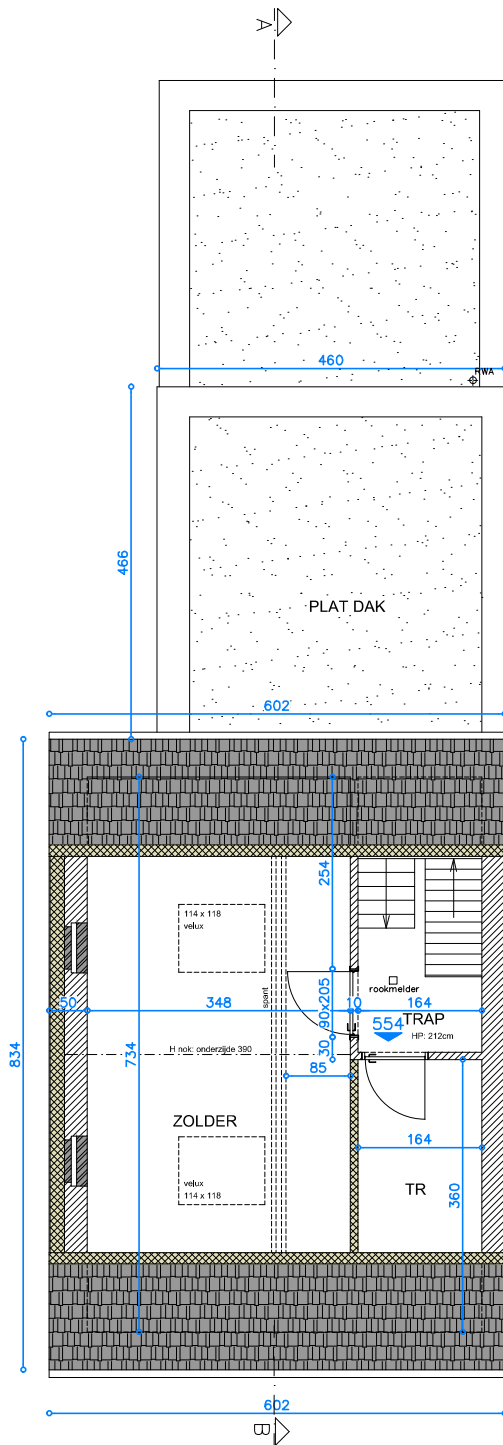 A
460
RWA
466
PLAT DAK
602
254
114 x 118
velux
spant
rookmelder
50
348
90x205
10
164
TRAP
554
HP: 212cm
H nok: onderzijde 390
30
834
734
85
ZOLDER
164
velux
114 x 118
TR
360
602
B